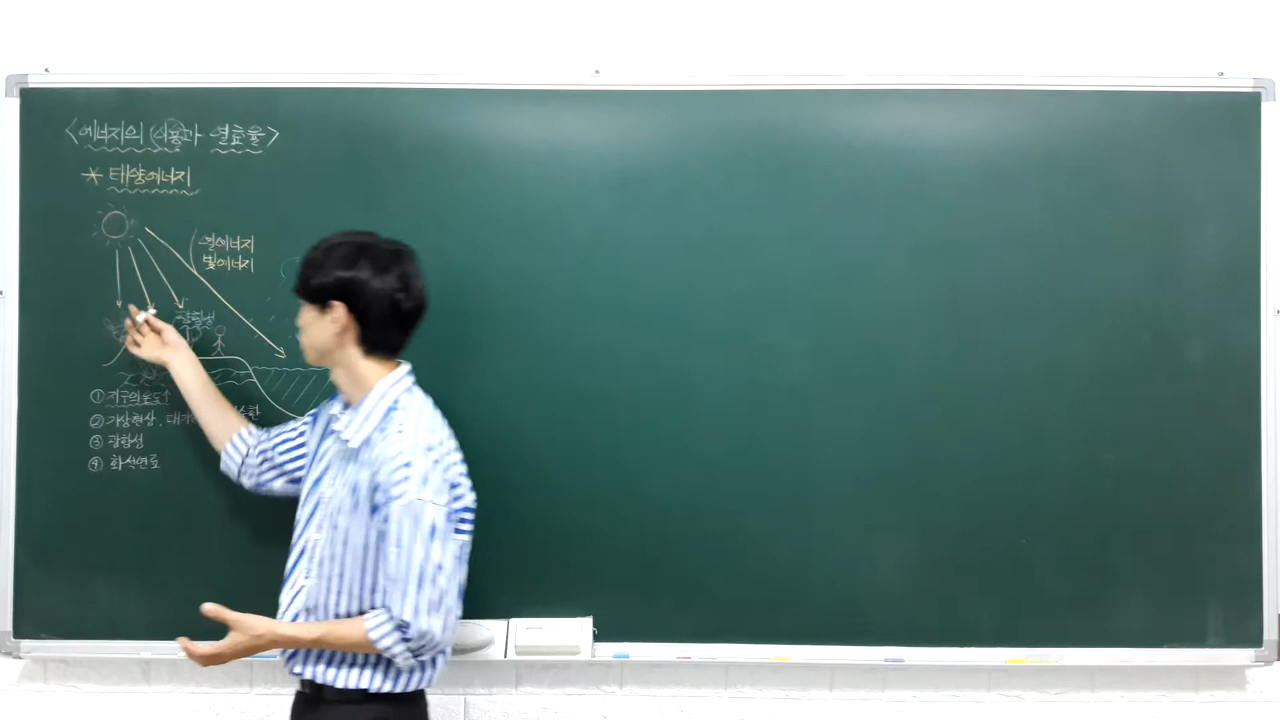 <에너지의 이용과 열효율>
* 태양에너지
열에너지
빛에너지
광합성
① 지구의 온도↑
② 기상현상, 대기
③ 광합성
④ 화석연료